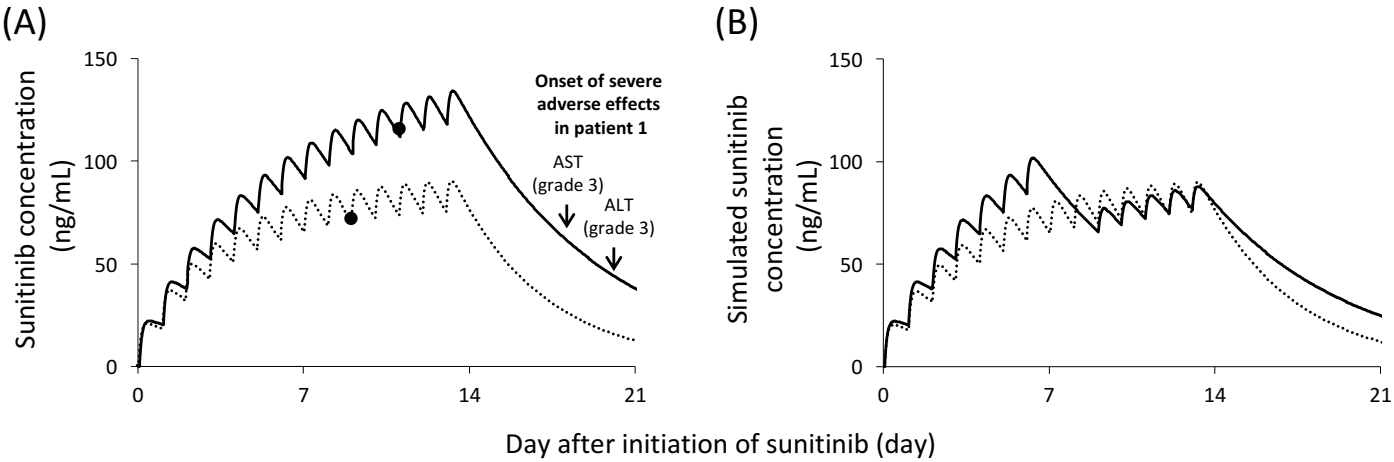 (A)
Sunitinib concentration
(ng/mL)
150
100
50
0
0
7
14
21
Onset of severe
adverse effects
in patient 1
AST
(grade 3)
ALT
(grade 3)
(B)
Simulated sunitinib
concentration
(ng/mL)
150
100
50
0
0
7
14
21
Day after initiation of sunitinib (day)